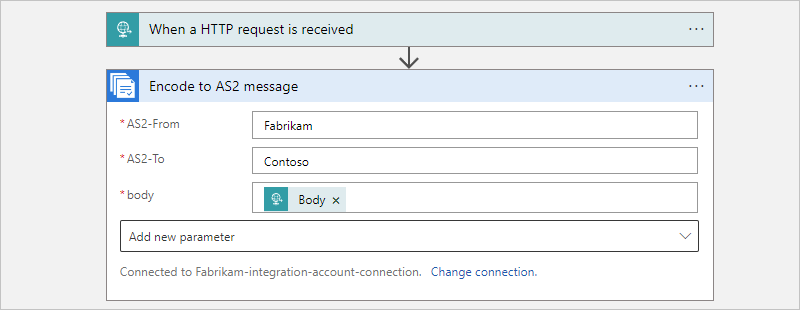 When a HTTP request is received
Encode to AS2 message
*AS2-From
Fabrikam
*AS2-To
Contoso
*body
Body ×
Add new parameter
Connected to Fabrikam-integration-account-connection. Change connection.